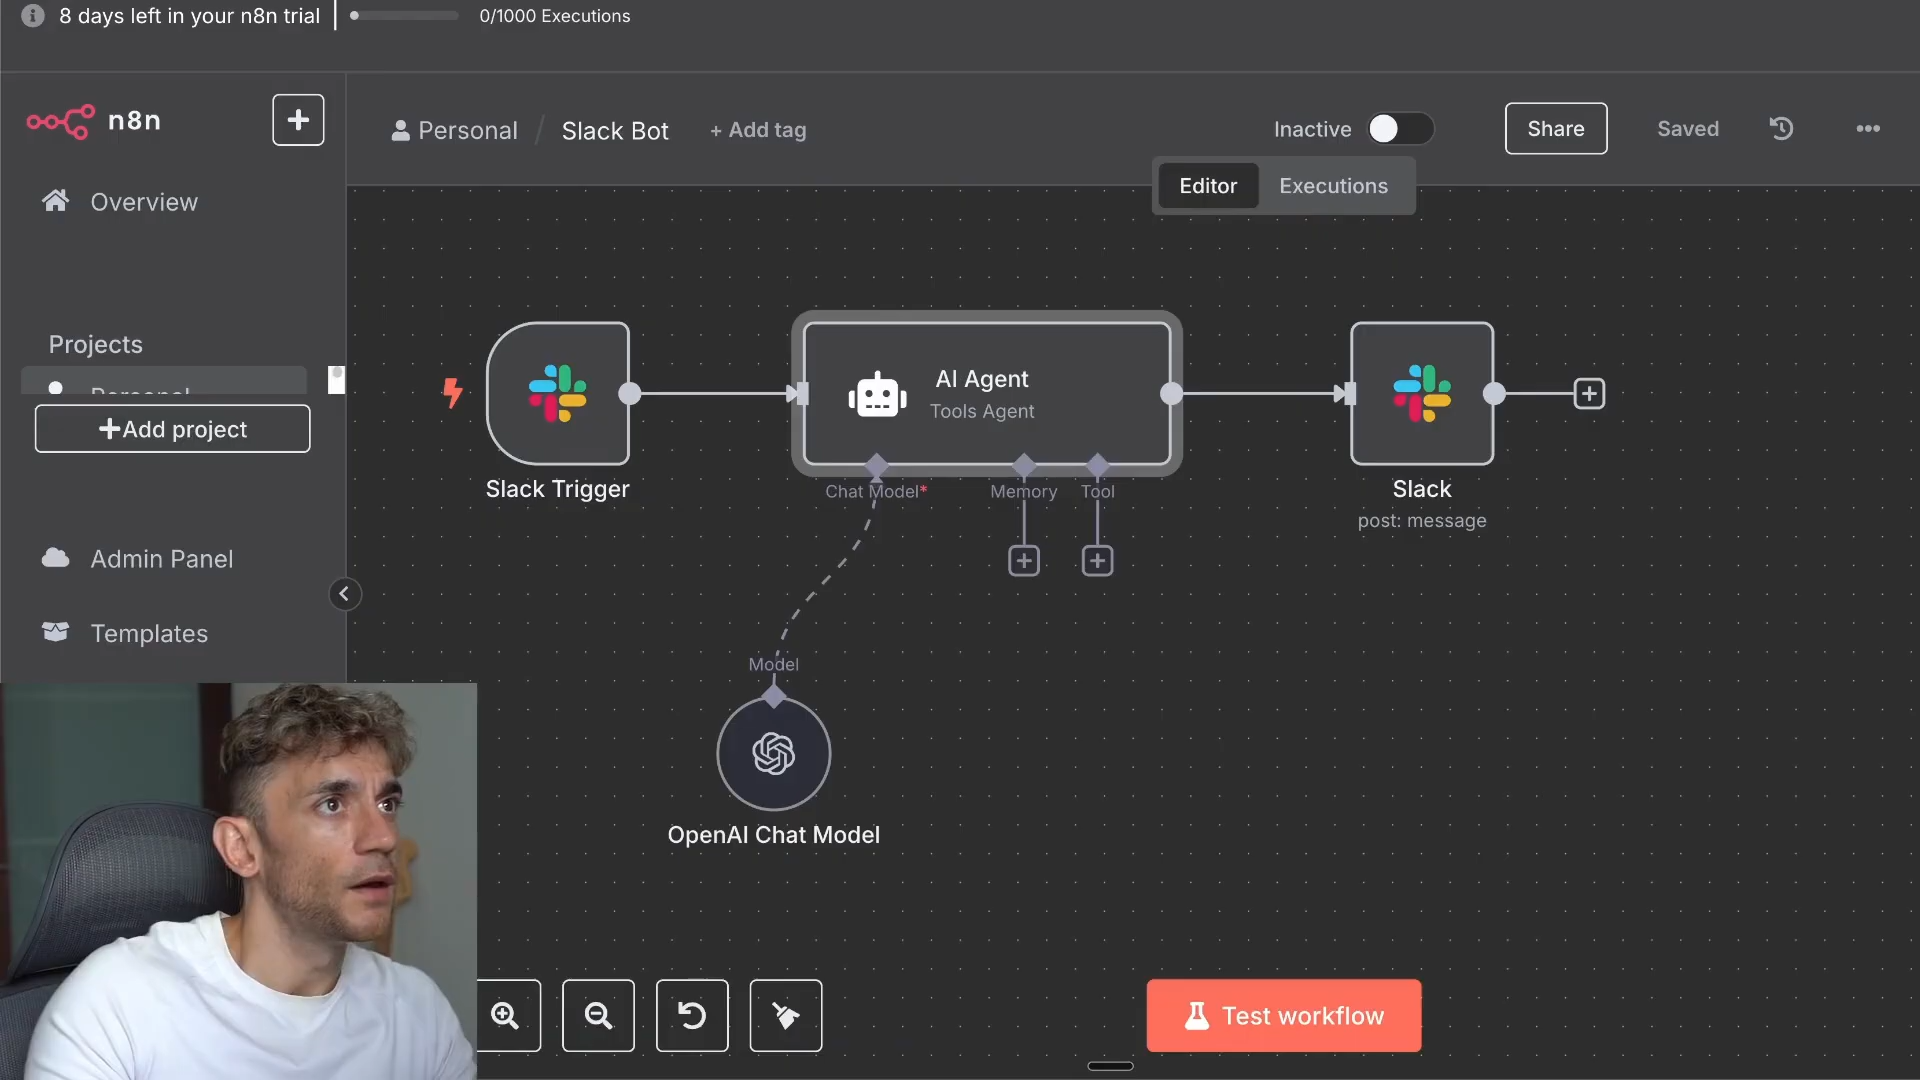 8 days left in your n8n trial
0/1000 Executions
n8n
Personal / Slack Bot
+ Add tag
Inactive
Share
Saved
Editor
Executions
Overview
Projects
Personal
Add project
Admin Panel
Templates
Slack Trigger
AI Agent
Tools Agent
Chat Model*
Memory
Tool
Slack
post: message
Model
OpenAI Chat Model
Test workflow